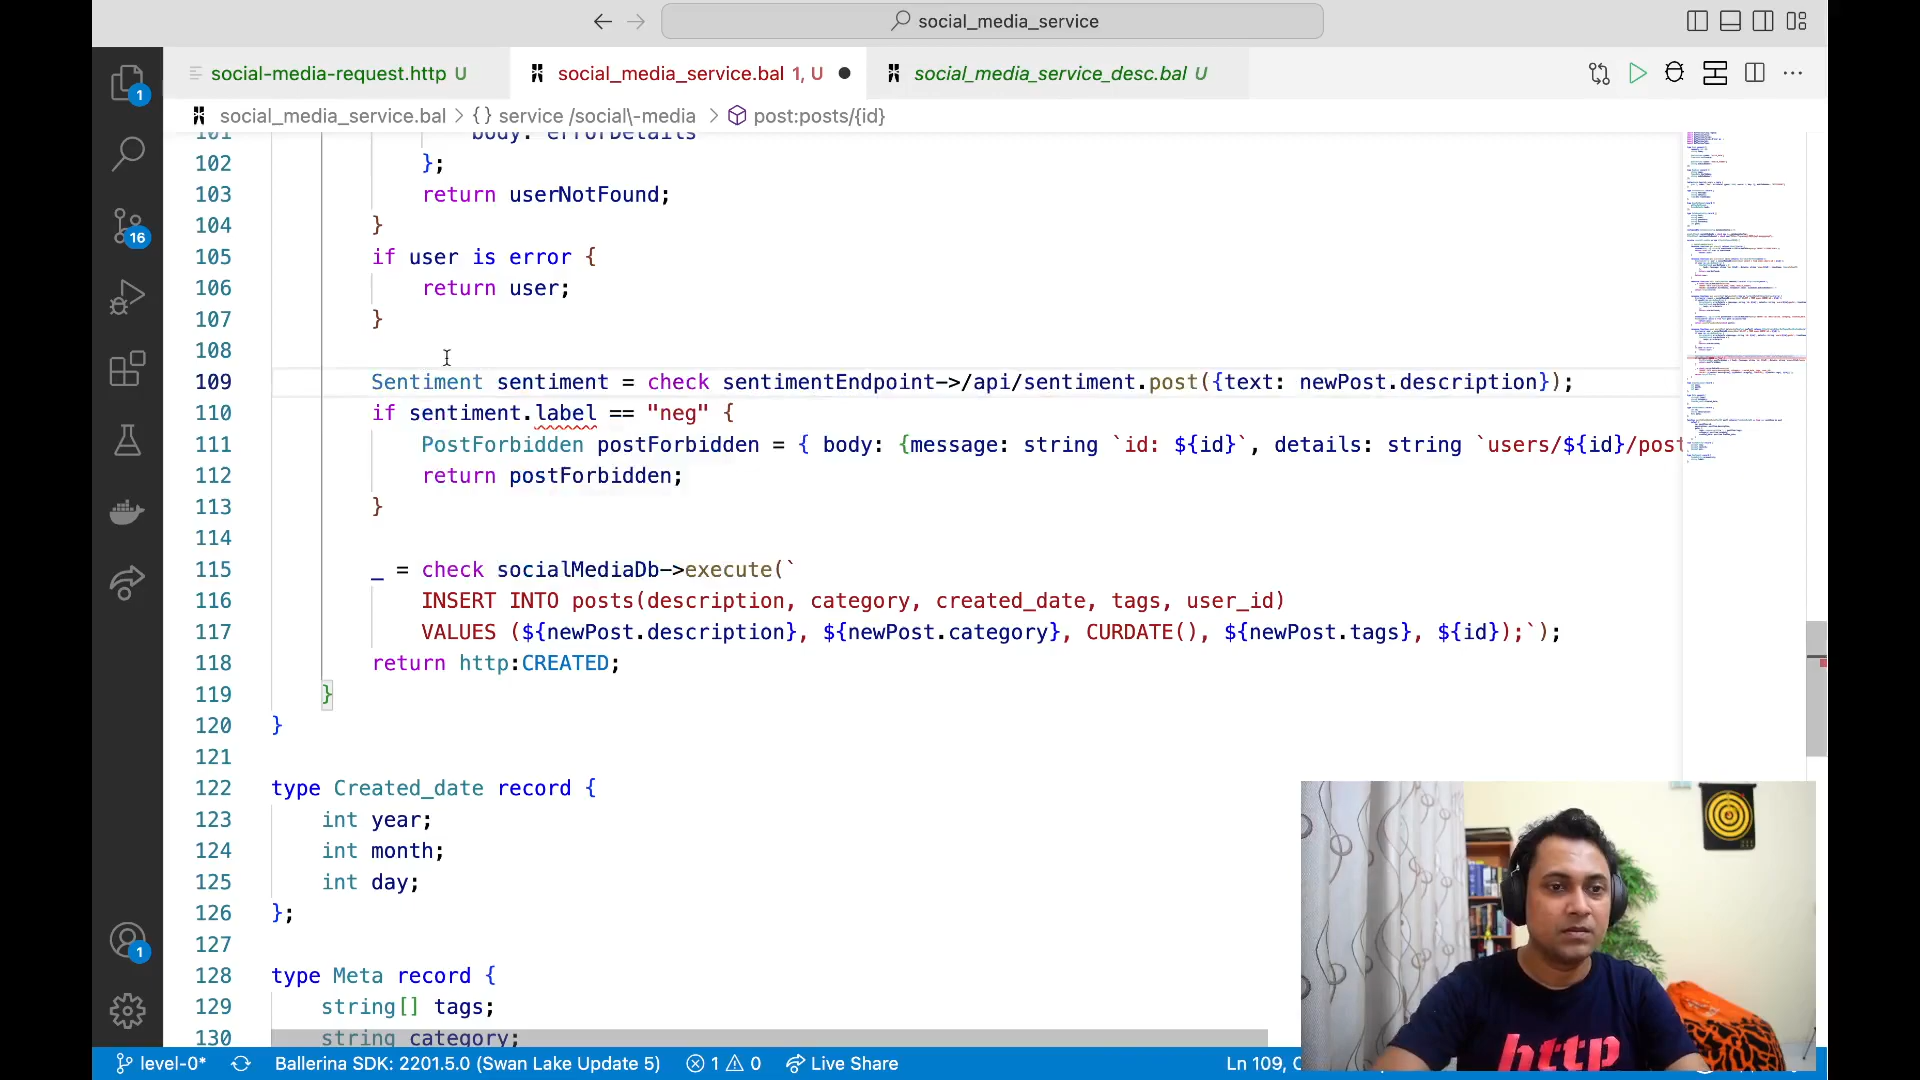 social_media_service
social-media-request.http U
social_media_service.bal 1, U
social_media_service_desc.bal U
social_media_service.bal > {} service /social\-media > post:posts/{id}
101 body: errorDetails
102 };
103 return userNotFound;
104 }
105 if user is error {
106 return user;
107 }
108
109 Sentiment sentiment = check sentimentEndpoint->/api/sentiment.post({text: newPost.description});
110 if sentiment.label == "neg" {
111 PostForbidden postForbidden = { body: {message: string `id: ${id}`, details: string `users/${id}/post
112 return postForbidden;
113 }
114
115 _ = check socialMediaDb->execute(`
116 INSERT INTO posts(description, category, created_date, tags, user_id)
117 VALUES (${newPost.description}, ${newPost.category}, CURDATE(), ${newPost.tags}, ${id});`);
118 return http:CREATED;
119 }
120 }
121
122 type Created_date record {
123 int year;
124 int month;
125 int day;
126 };
127
128 type Meta record {
129 string[] tags;
130 string category;
1
16
1
http
level-0* Ballerina SDK: 2201.5.0 (Swan Lake Update 5) 1 0 Live Share Ln 109, C